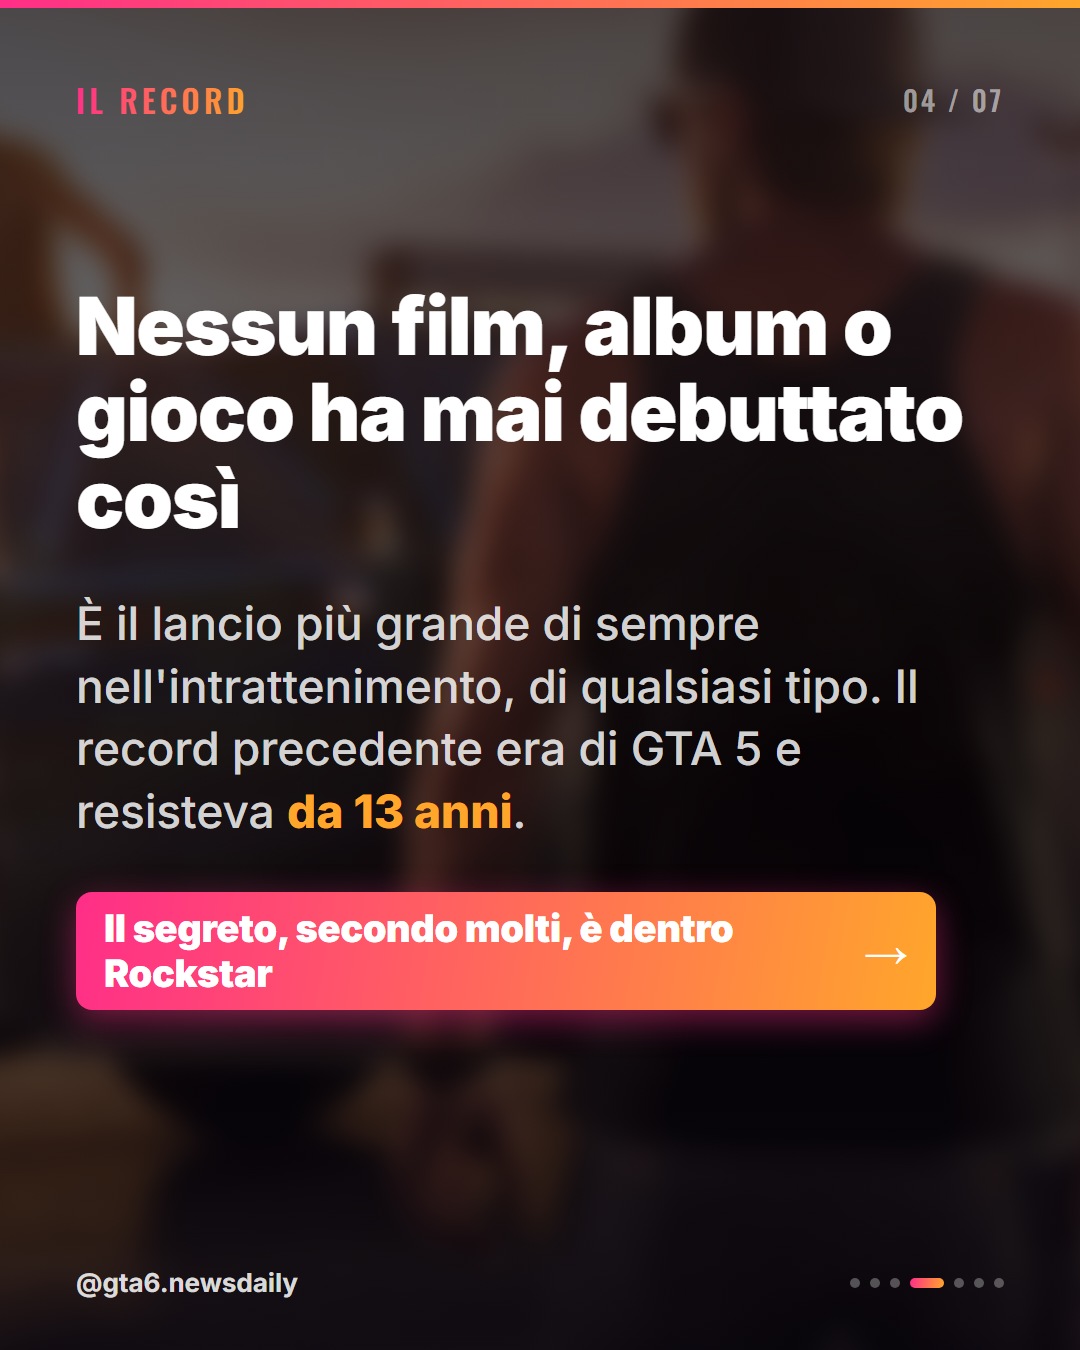 IL RECORD
04 / 07
Nessun film, album o
gioco ha mai debuttato
così
È il lancio più grande di sempre
nell'intrattenimento, di qualsiasi tipo. Il
record precedente era di GTA 5 e
resisteva da 13 anni.
Il segreto, secondo molti, è dentro
Rockstar →
@gta6.newsdaily